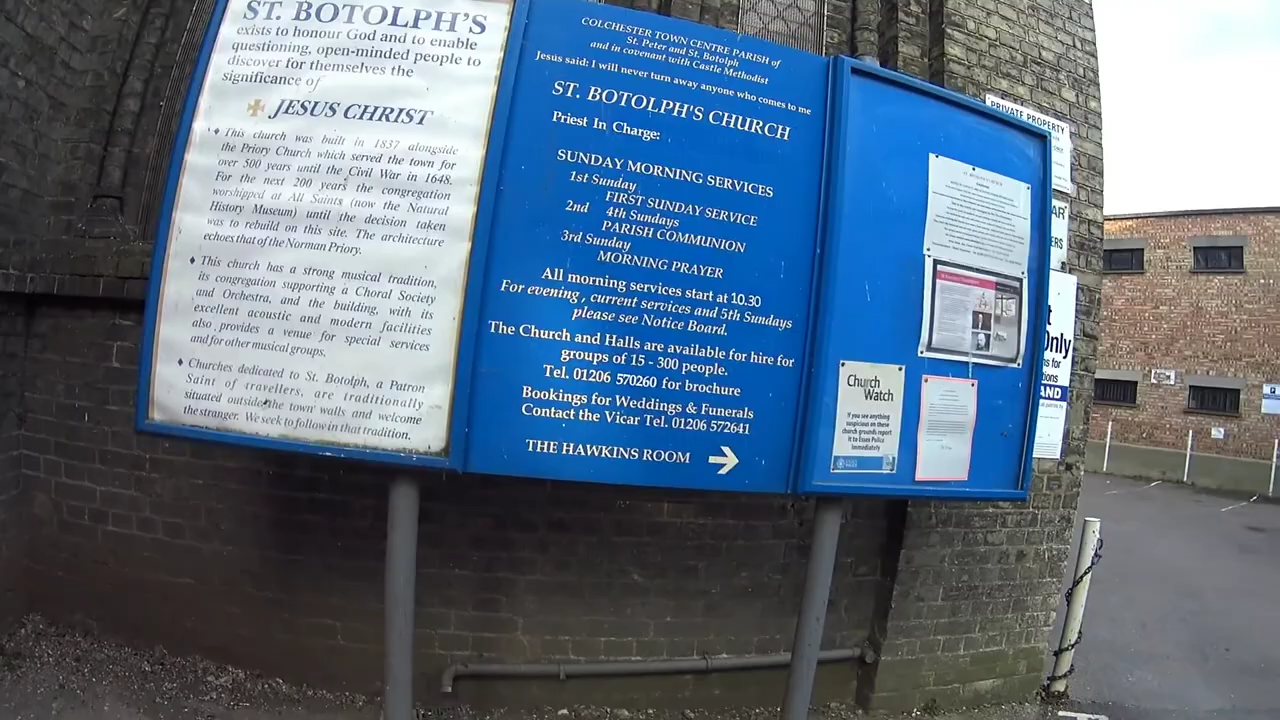 ST. BOTOLPH'S
exists to honour God and to enable
questioning, open-minded people to
discover for themselves the
significance of
JESUS CHRIST
This church was built in 1837 alongside
the Priory Church which served the town for
over 500 years until the Civil War in 1648.
For the next 200 years the congregation
worshipped at All Saints (now the Natural
History Museum) until the decision taken
was to rebuild on this site. The architecture
echoes that of the Norman Priory.
This church has a strong musical tradition,
its congregation supporting a Choral Society
and Orchestra, and the building, with its
excellent acoustic and modern facilities
also provides a venue for special services
and for other musical groups.
Churches dedicated to St. Botolph, a Patron
Saint of travellers, are traditionally
situated outside the town walls and welcome
the stranger. We seek to follow in that tradition.
COLCHESTER TOWN CENTRE PARISH of
St. Peter and St. Botolph
and in covenant with Castle Methodist
Jesus said: I will never turn away anyone who comes to me
ST. BOTOLPH'S CHURCH
Priest In Charge:
SUNDAY MORNING SERVICES
1st Sunday
FIRST SUNDAY SERVICE
2nd 4th Sundays
PARISH COMMUNION
3rd Sunday
MORNING PRAYER
All morning services start at 10.30
For evening, current services and 5th Sundays
please see Notice Board.
The Church and Halls are available for hire for
groups of 15 - 300 people.
Tel. 01206 570260 for brochure
Bookings for Weddings & Funerals
Contact the Vicar Tel. 01206 572641
THE HAWKINS ROOM
Church
Watch
If you see anything
suspicious on these
church grounds report
it to Essex Police
immediately
PRIVATE PROPERTY
ONLY
AR
ERS
t
Only
ns for
ions
AND
P